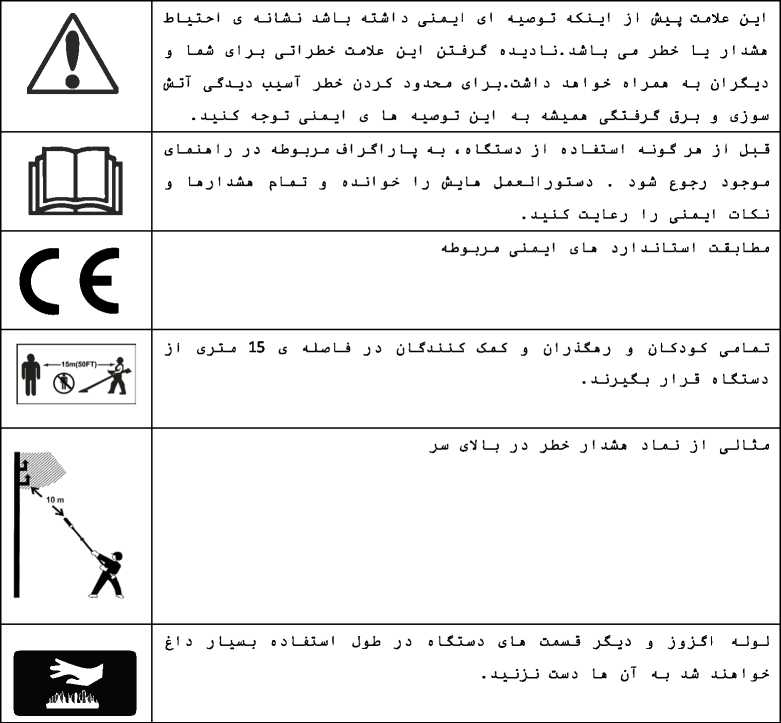 این علامت پیش از اینکه توصیه ای ایمنی داشته باشد نشانه ی احتیاط
هشدار یا خطر می باشد.نادیده گرفتن این علامت خطراتی برای شما و
دیگران به همراه خواهد داشت.برای محدود کردن خطر آسیب دیدگی آتش
سوزی و برق گرفتگی همیشه به این توصیه ها ی ایمنی توجه کنید.
قبل از هر گونه استفاده از دستگاه، به پاراگراف مربوطه در راهنمای
موجود رجوع شود . دستورالعمل هایش را خوانده و تمام هشدارها و
نکات ایمنی را رعایت کنید.
CE
مطابقت استاندارد های ایمنی مربوطه
15m(50FT)
تمامی کودکان و رهگذران و کمک کنندگان در فاصله ی 15 متری از
دستگاه قرار بگیرند.
مثالی از نماد هشدار خطر در بالای سر
10 m
لوله اگزوز و دیگر قسمت های دستگاه در طول استفاده بسیار داغ
خواهند شد به آن ها دست نزنید.